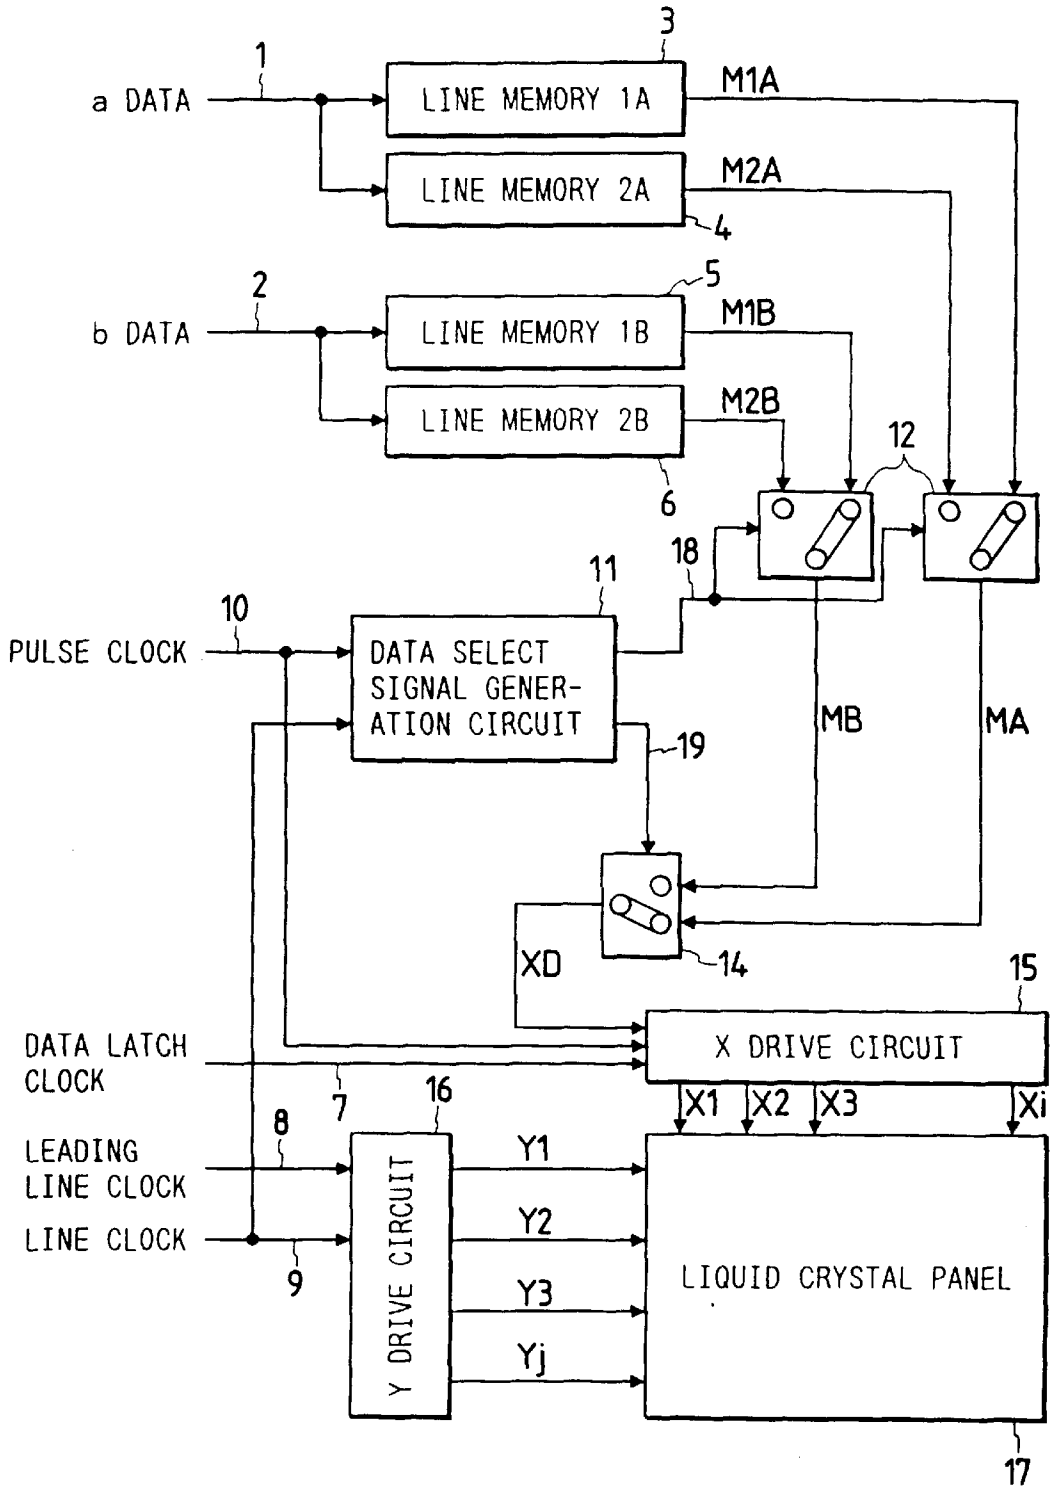 3
1
a DATA
LINE MEMORY 1A
M1A
LINE MEMORY 2A
M2A
4
2
b DATA
5
LINE MEMORY 1B
M1B
LINE MEMORY 2B
M2B
6
12
18
11
10
PULSE CLOCK
DATA SELECT
SIGNAL GENER-
ATION CIRCUIT
MB
MA
19
14
XD
15
X DRIVE CIRCUIT
DATA LATCH
CLOCK
7
16
X1
X2
X3
Xi
LEADING
LINE CLOCK
8
LINE CLOCK
9
Y DRIVE CIRCUIT
Y1
Y2
Y3
Yj
LIQUID CRYSTAL PANEL
17